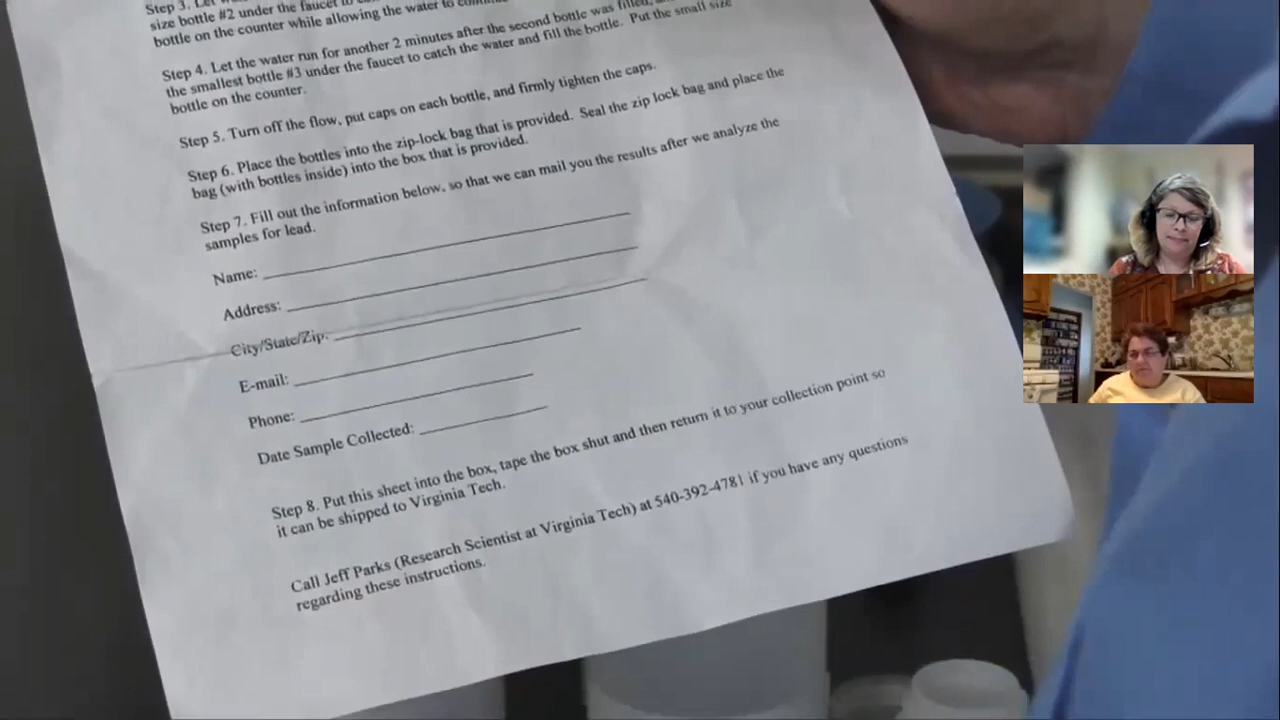 Step 3. Let
size bottle #2 under the faucet to
bottle on the counter while allowing the water to
Step 4. Let the water run for another 2 minutes after the second bottle was filled,
the smallest bottle #3 under the faucet to catch the water and fill the bottle. Put the small size
bottle on the counter.
Step 5. Turn off the flow, put caps on each bottle, and firmly tighten the caps.
Step 6. Place the bottles into the zip-lock bag that is provided. Seal the zip lock bag and place the
bag (with bottles inside) into the box that is provided.
Step 7. Fill out the information below, so that we can mail you the results after we analyze the
samples for lead.
Name:
Address:
City/State/Zip:
E-mail:
Phone:
Date Sample Collected:
Step 8. Put this sheet into the box, tape the box shut and then return it to your collection point so
it can be shipped to Virginia Tech.
Call Jeff Parks (Research Scientist at Virginia Tech) at 540-392-4781 if you have any questions
regarding these instructions.